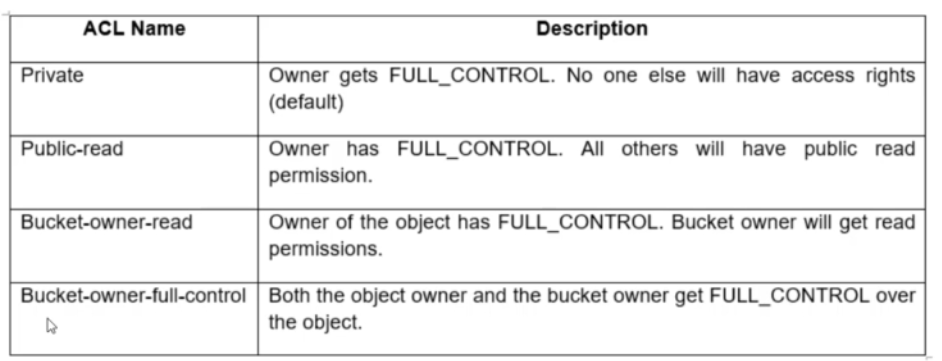 ACL Name
Description
Private
Owner gets FULL_CONTROL. No one else will have access rights
(default)
Public-read
Owner has FULL_CONTROL. All others will have public read
permission.
Bucket-owner-read
Owner of the object has FULL_CONTROL. Bucket owner will get read
permissions.
Bucket-owner-full-control
Both the object owner and the bucket owner get FULL_CONTROL over
the object.